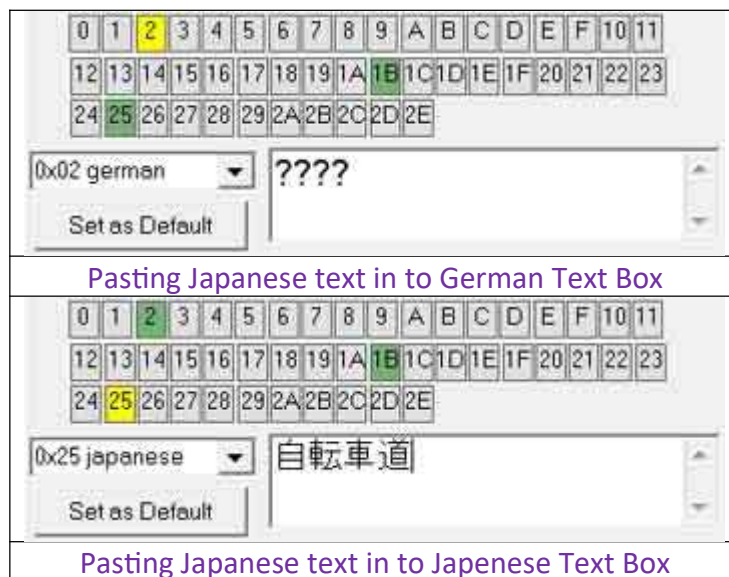 0 1 2 3 4 5 6 7 8 9 A B C D E F 10 11
12 13 14 15 16 17 18 19 1A 1B 1C 1D 1E 1F 20 21 22 23
24 25 26 27 28 29 2A 2B 2C 2D 2E
0x02 german
????
Set as Default
Pasting Japanese text in to German Text Box
0 1 2 3 4 5 6 7 8 9 A B C D E F 10 11
12 13 14 15 16 17 18 19 1A 1B 1C 1D 1E 1F 20 21 22 23
24 25 26 27 28 29 2A 2B 2C 2D 2E
0x25 japanese
自転車道
Set as Default
Pasting Japanese text in to Japenese Text Box